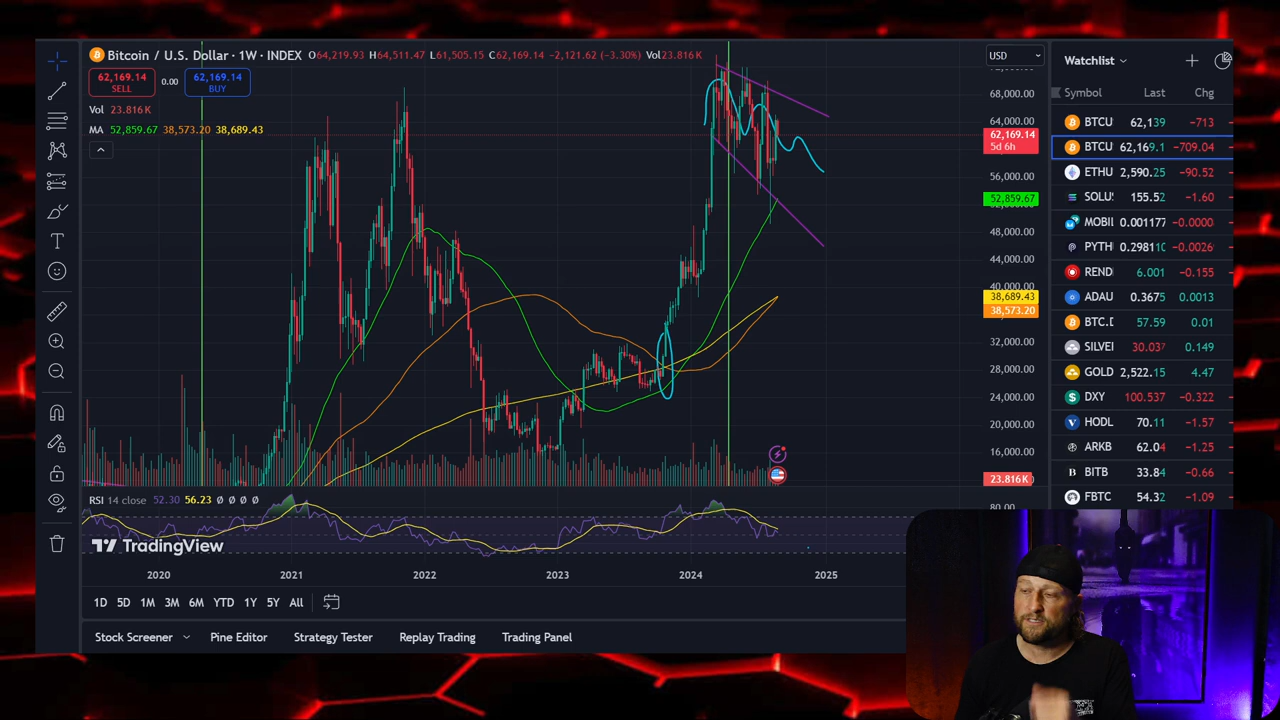 Bitcoin / U.S. Dollar · 1W · INDEX O64,219.93 H64,511.47 L61,505.15 C62,169.14 −2,121.62 (−3.30%) Vol23.816K
USD
62,169.14
SELL
0.00
62,169.14
BUY
Vol 23.816K
MA 52,859.67 38,573.20 38,689.43
68,000.00
64,000.00
62,169.14
5d 6h
56,000.00
52,859.67
48,000.00
44,000.00
40,000.00
38,689.43
38,573.20
32,000.00
28,000.00
24,000.00
20,000.00
16,000.00
23.816K
RSI 14 close 52.30 56.23 Ø Ø Ø Ø
80.00
TradingView
2020 2021 2022 2023 2024 2025
1D 5D 1M 3M 6M YTD 1Y 5Y All
Stock Screener Pine Editor Strategy Tester Replay Trading Trading Panel
Watchlist
Symbol Last Chg
BTCU 62,139 −713
BTCU 62,169.1 −709.04
ETHU 2,590.25 −90.52
SOLU 155.52 −1.60
MOBIL 0.001177 −0.0000
PYTH 0.29811 −0.0026
REND 6.001 −0.155
ADAU 0.3675 0.0013
BTC.D 57.59 0.01
SILVE 30.037 0.149
GOLD 2,522.15 4.47
DXY 100.537 −0.322
HODL 70.11 −1.57
ARKB 62.04 −1.25
BITB 33.84 −0.66
FBTC 54.32 −1.09